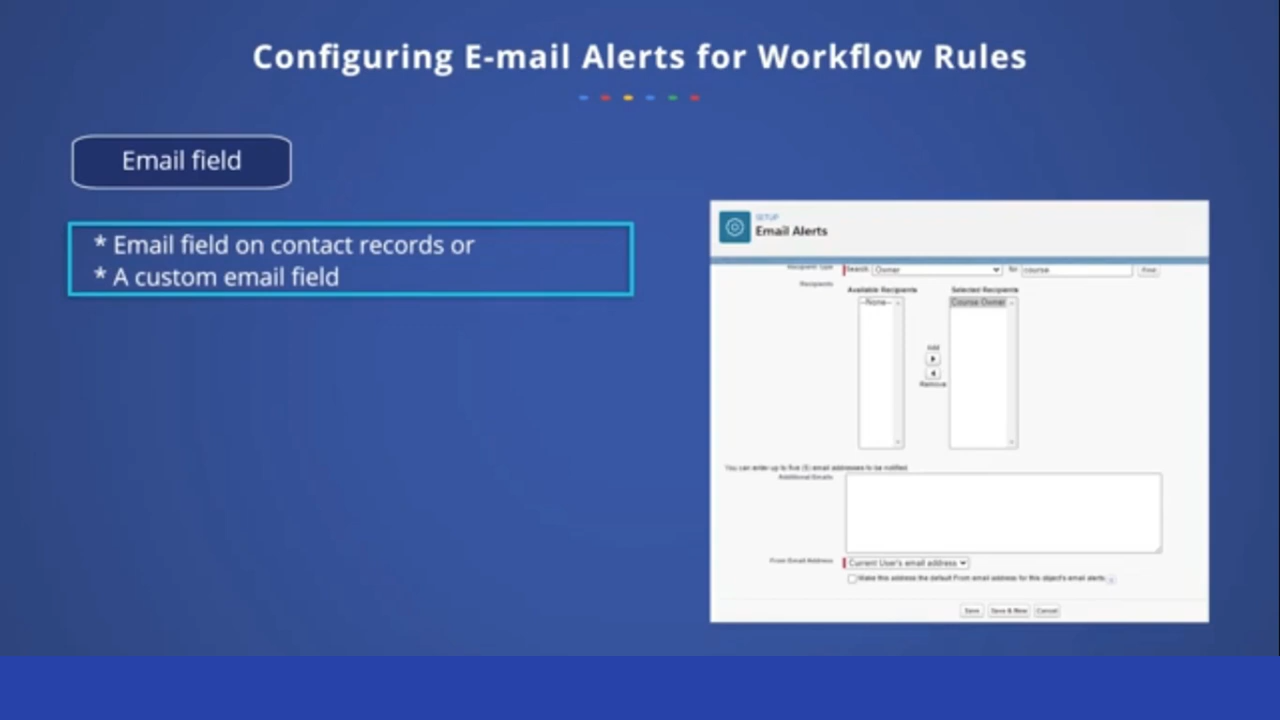 Configuring E-mail Alerts for Workflow Rules
Email field
* Email field on contact records or
* A custom email field
SETUP
Email Alerts
Recipient Type Search: Owner for: course Find
Recipients Available Recipients Selected Recipients
--None-- Course Owner
Add
Remove
You can enter up to five (5) email addresses to be notified.
Additional Emails
From Email Address Current User's email address
Make this address the default From email address for this object's email alerts.
Save Save & New Cancel